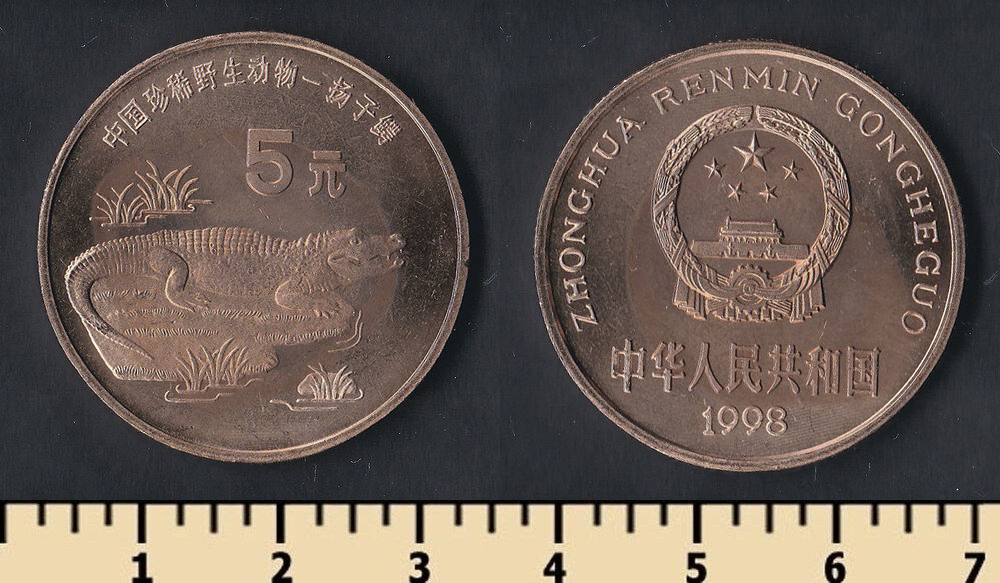 中国珍稀野生动物—扬子鳄
5元
ZHONGHUA RENMIN GONGHEGUO
中华人民共和国
1998
1 2 3 4 5 6 7